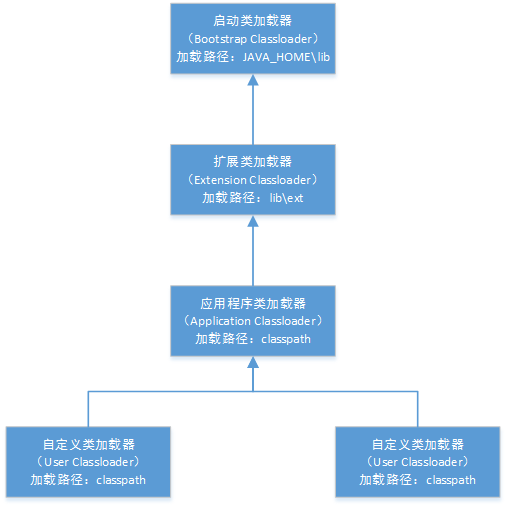 启动类加载器
（Bootstrap Classloader）
加载路径：JAVA_HOME\lib
扩展类加载器
（Extension Classloader）
加载路径：lib\ext
应用程序类加载器
（Application Classloader）
加载路径：classpath
自定义类加载器
（User Classloader）
加载路径：classpath
自定义类加载器
（User Classloader）
加载路径：classpath